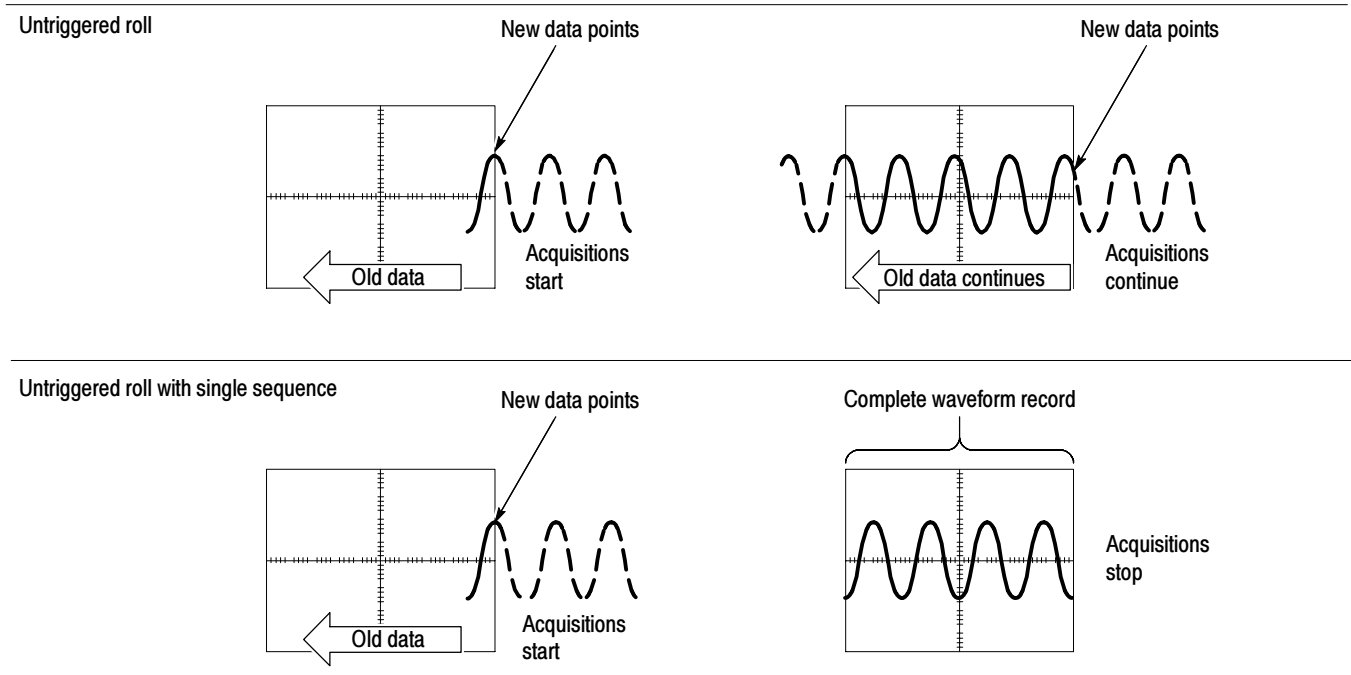 Untriggered roll
New data points
New data points
Acquisitions
start
Old data
Acquisitions
continue
Old data continues
Untriggered roll with single sequence
New data points
Complete waveform record
Acquisitions
start
Old data
Acquisitions
stop